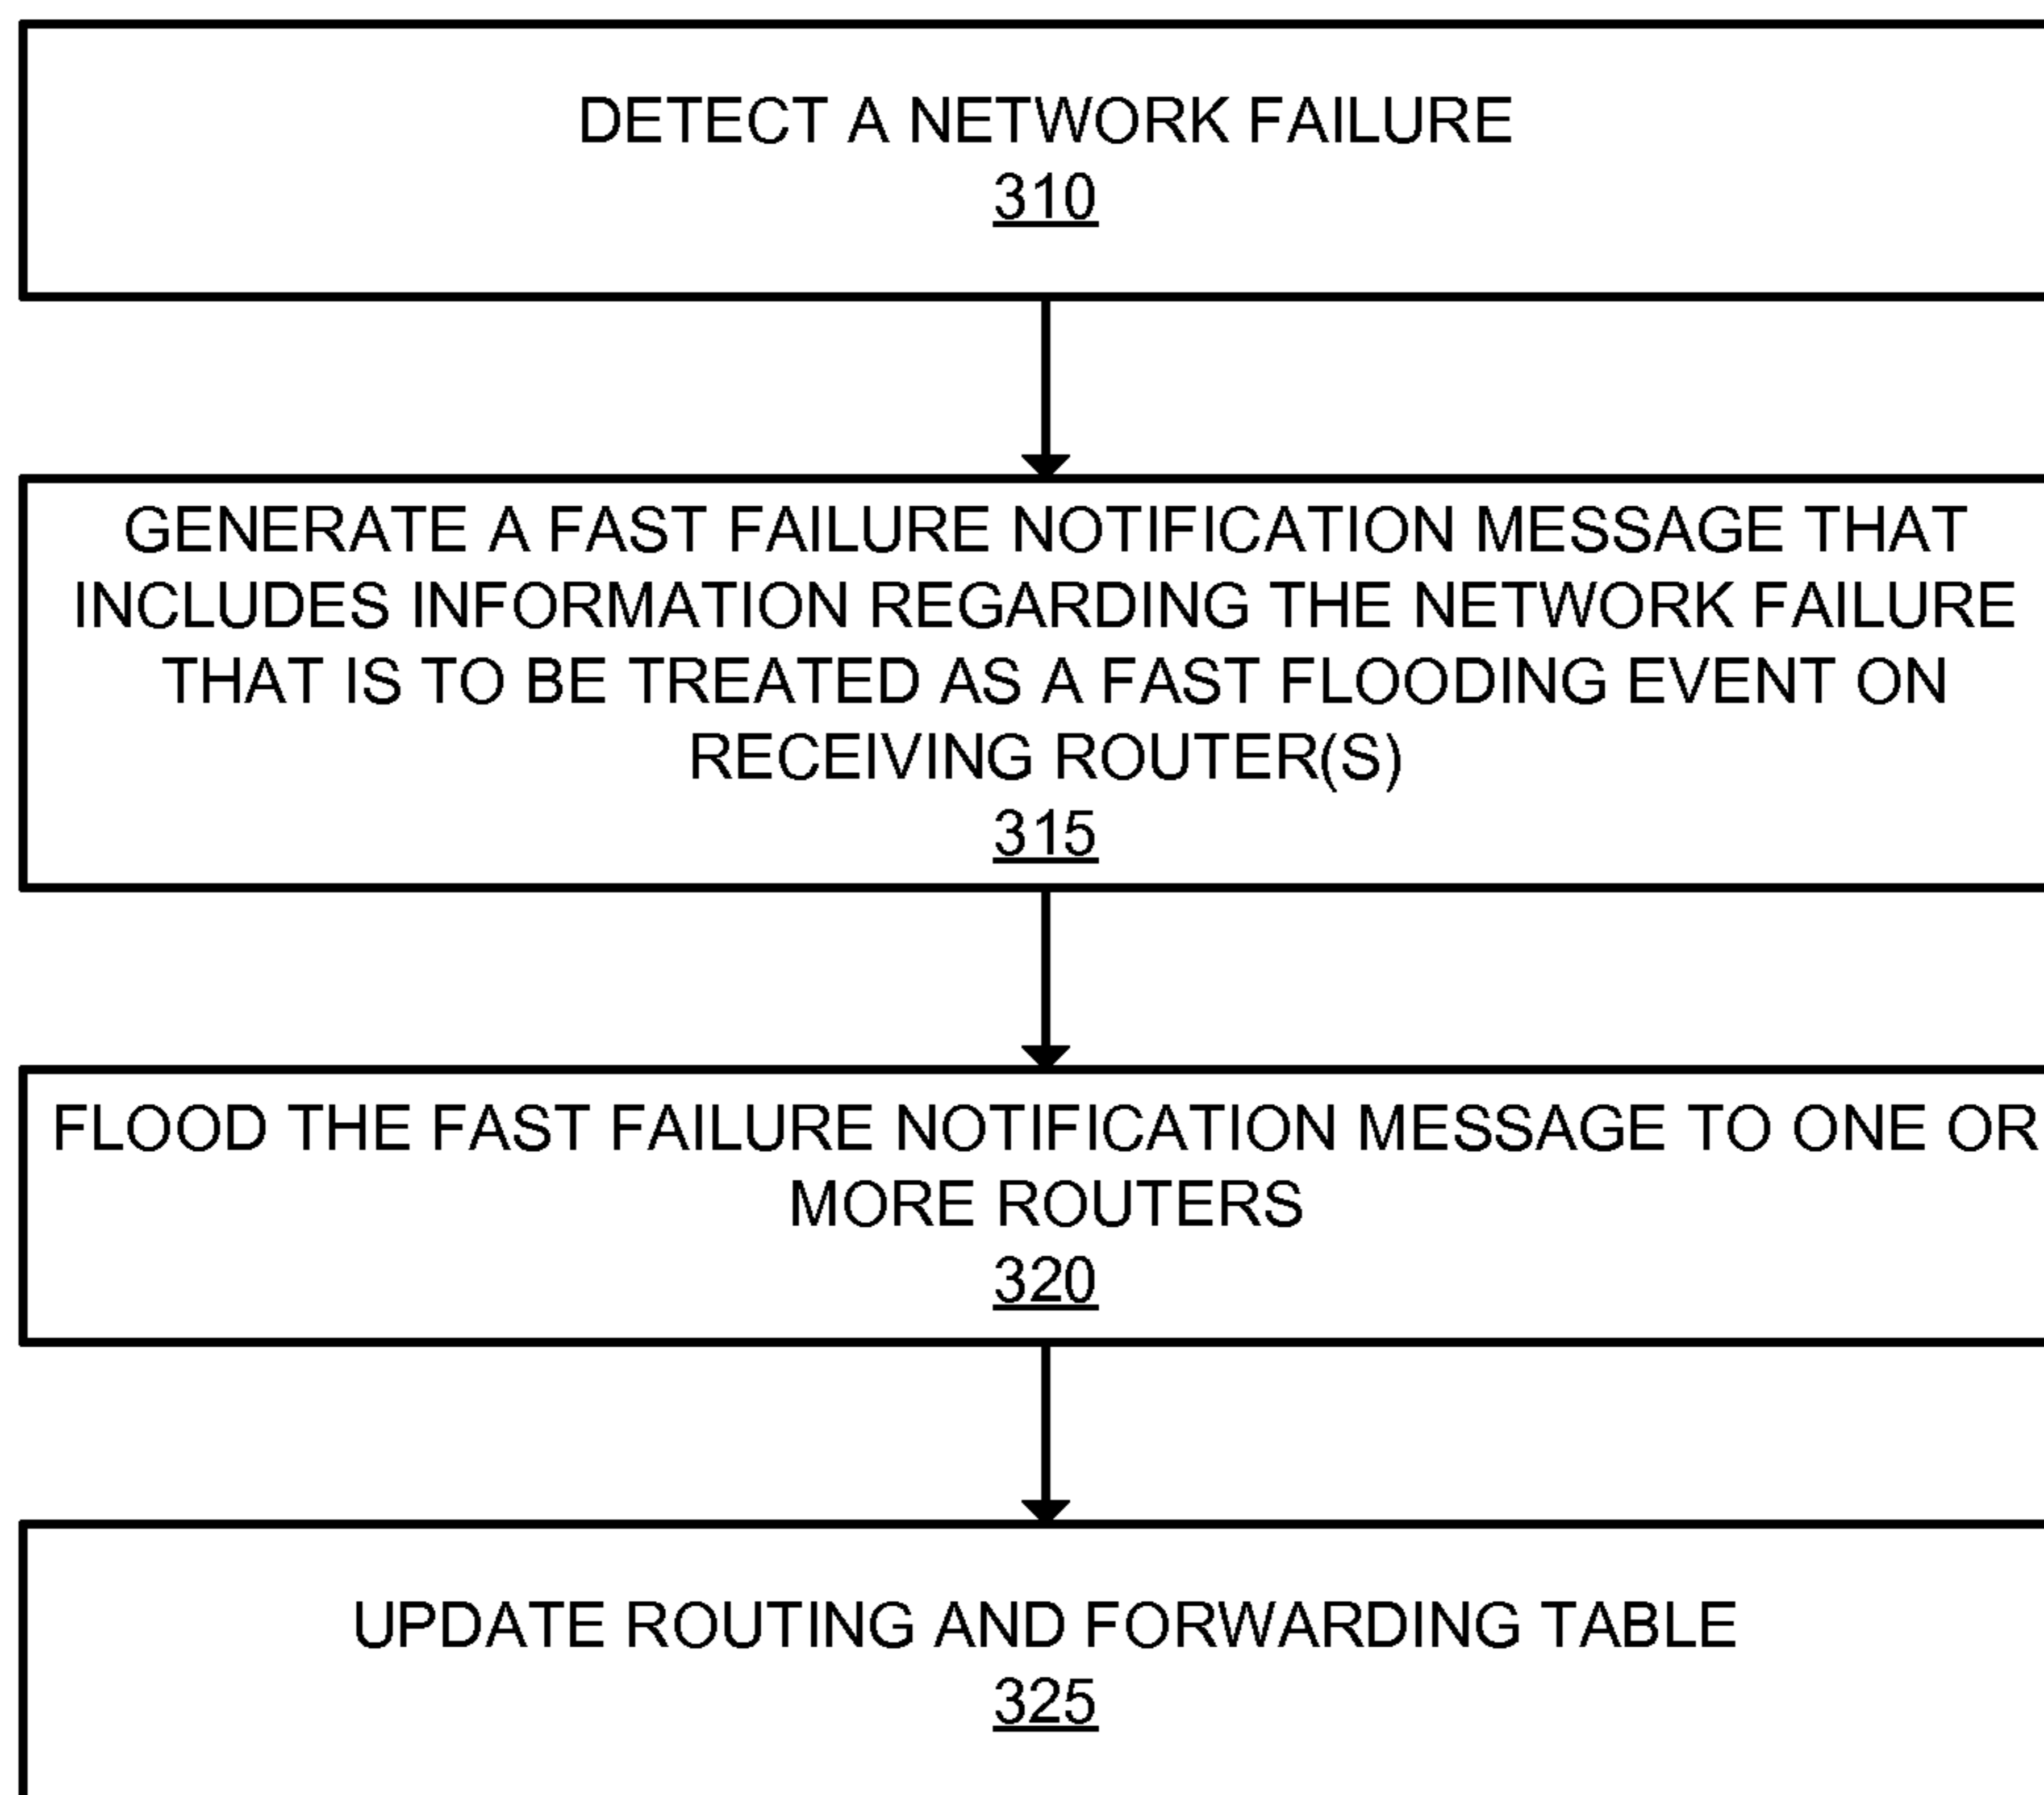 DETECT A NETWORK FAILURE
310
GENERATE A FAST FAILURE NOTIFICATION MESSAGE THAT
INCLUDES INFORMATION REGARDING THE NETWORK FAILURE
THAT IS TO BE TREATED AS A FAST FLOODING EVENT ON
RECEIVING ROUTER(S)
315
FLOOD THE FAST FAILURE NOTIFICATION MESSAGE TO ONE OR
MORE ROUTERS
320
UPDATE ROUTING AND FORWARDING TABLE
325